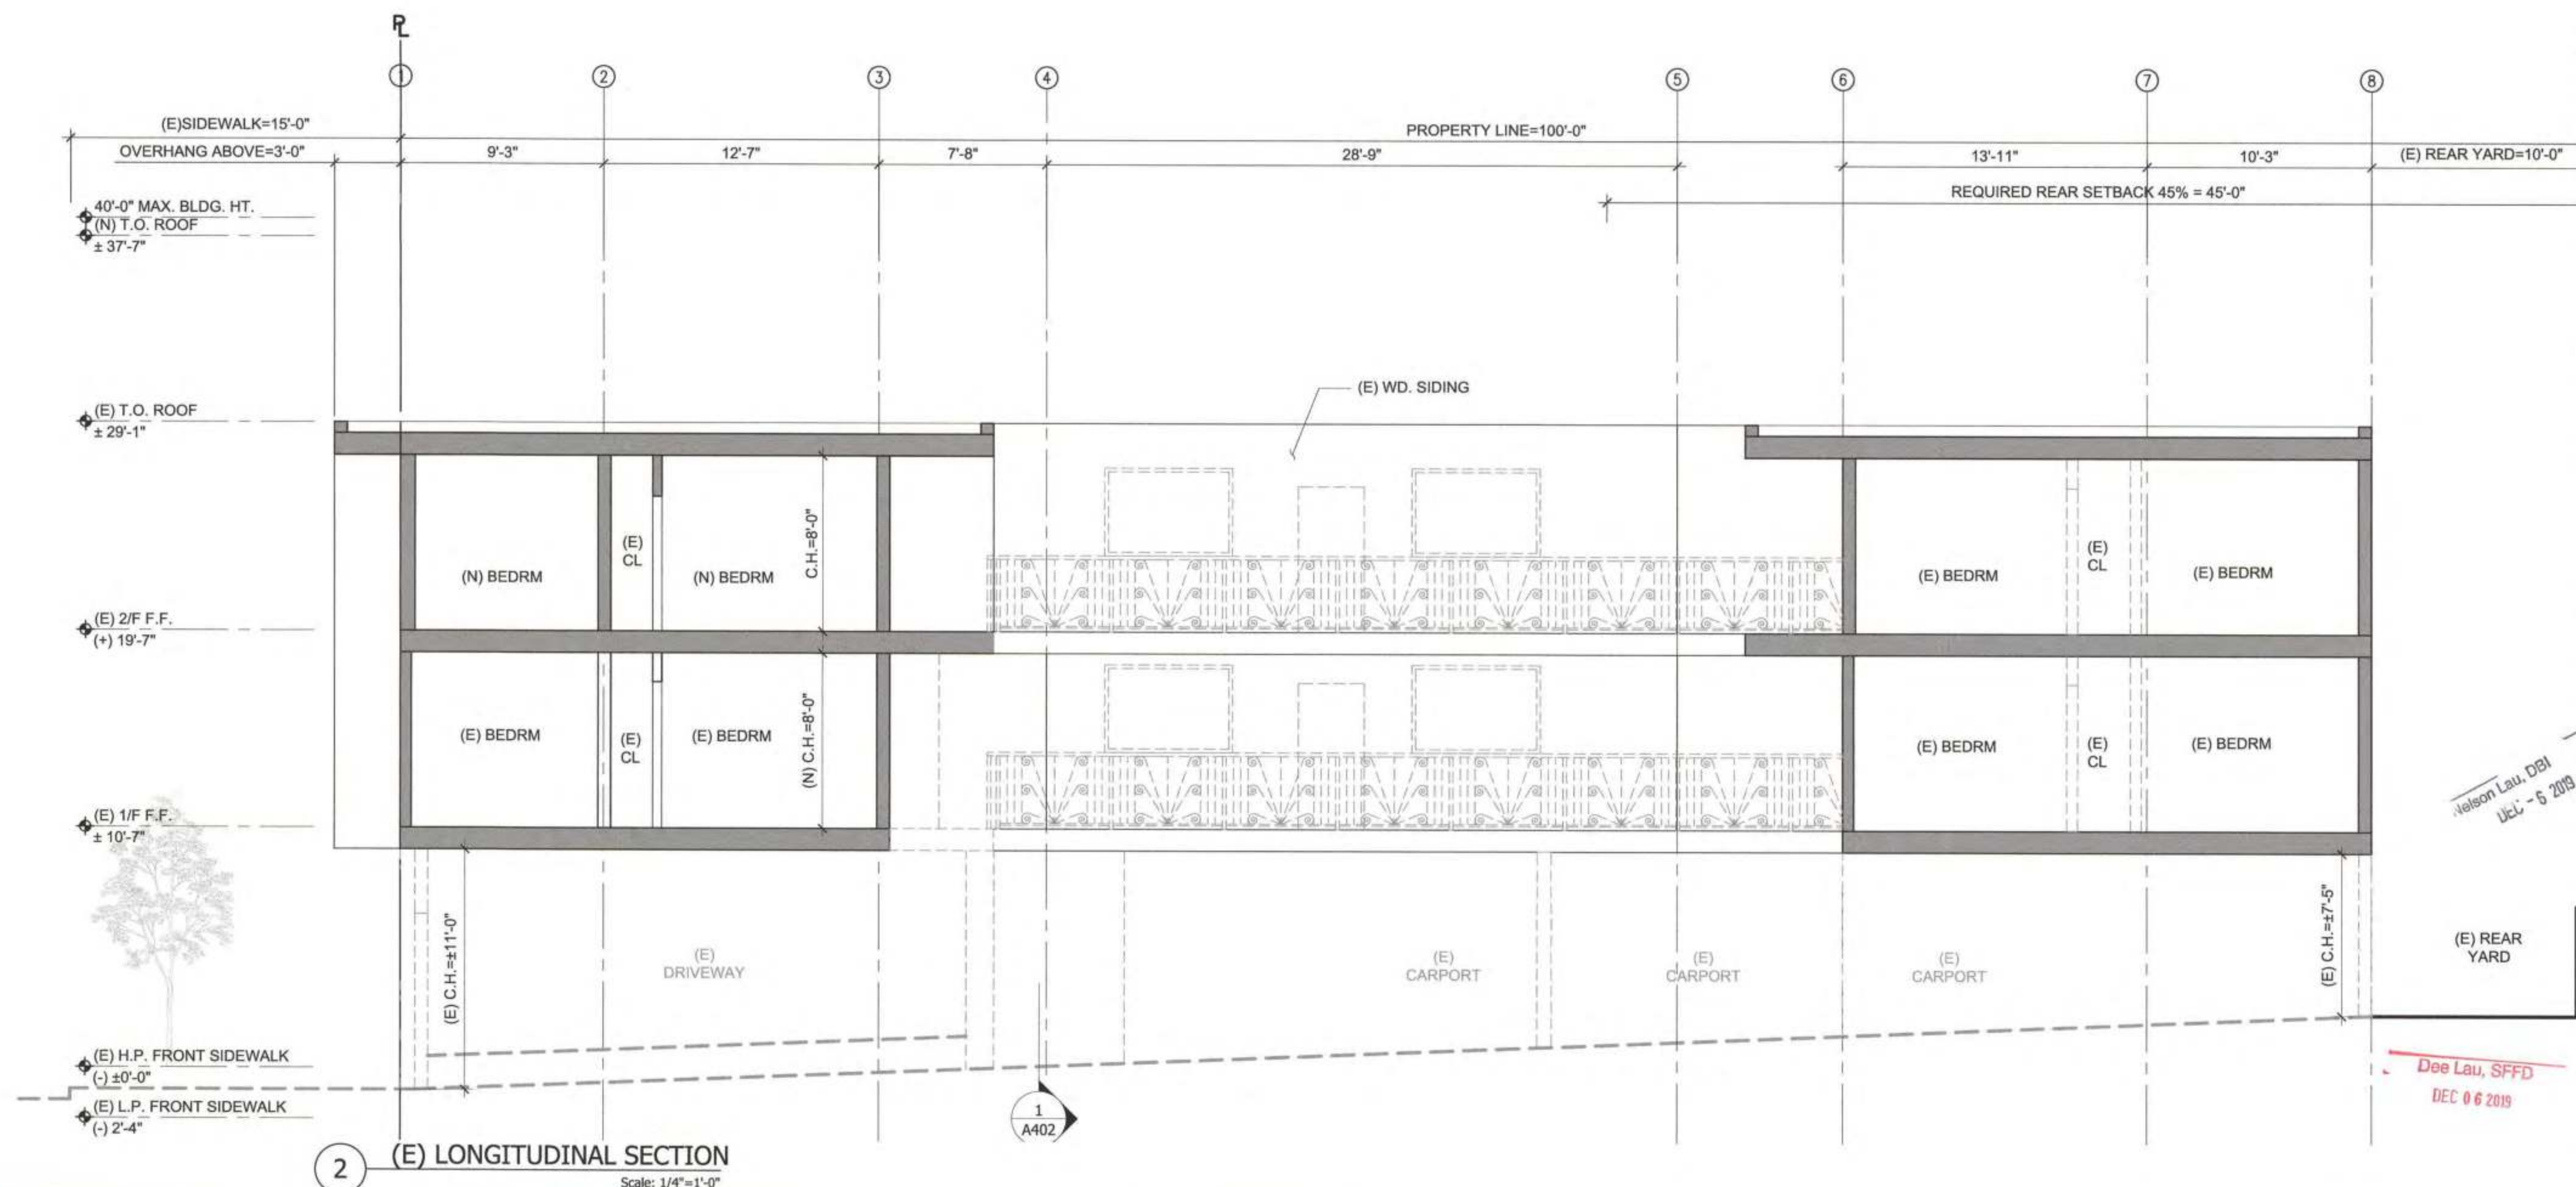 PL
1
2
3
4
5
6
7
8
(E)SIDEWALK=15'-0"
PROPERTY LINE=100'-0"
OVERHANG ABOVE=3'-0"
9'-3"
12'-7"
7'-8"
28'-9"
13'-11"
10'-3"
(E) REAR YARD=10'-0"
REQUIRED REAR SETBACK 45% = 45'-0"
40'-0" MAX. BLDG. HT.
(N) T.O. ROOF
± 37'-7"
(E) WD. SIDING
(E) T.O. ROOF
± 29'-1"
(N) BEDRM
(E)
CL
(N) BEDRM
C.H.=8'-0"
(E) BEDRM
(E)
CL
(E) BEDRM
(E) 2/F F.F.
(+) 19'-7"
(E) BEDRM
(E)
CL
(E) BEDRM
(N) C.H.=8'-0"
(E) BEDRM
(E)
CL
(E) BEDRM
Nelson Lau, DBI
DEC - 6 2019
(E) 1/F F.F.
± 10'-7"
(E) C.H.=±11'-0"
(E)
DRIVEWAY
(E)
CARPORT
(E)
CARPORT
(E)
CARPORT
(E) C.H.=±7'-5"
(E) REAR
YARD
(E) H.P. FRONT SIDEWALK
(-) ±0'-0"
(E) L.P. FRONT SIDEWALK
(-) 2'-4"
1
A402
Dee Lau, SFFD
DEC 06 2019
2
(E) LONGITUDINAL SECTION
Scale: 1/4"=1'-0"